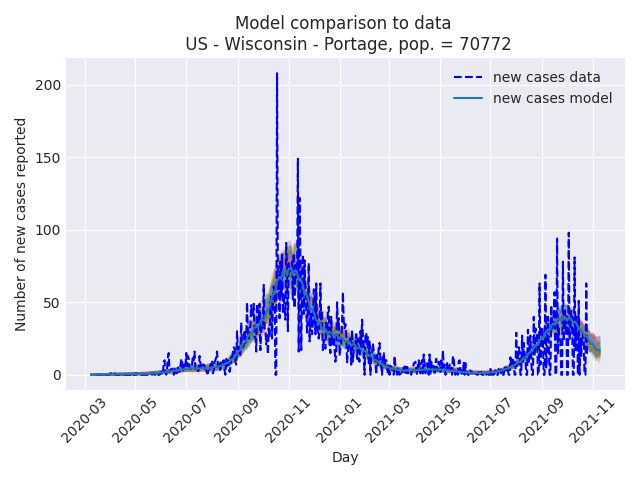 Model comparison to data
US - Wisconsin - Portage, pop. = 70772
new cases data
new cases model
Number of new cases reported
200
150
100
50
0
2020-03
2020-05
2020-07
2020-09
2020-11
2021-01
2021-03
2021-05
2021-07
2021-09
2021-11
Day